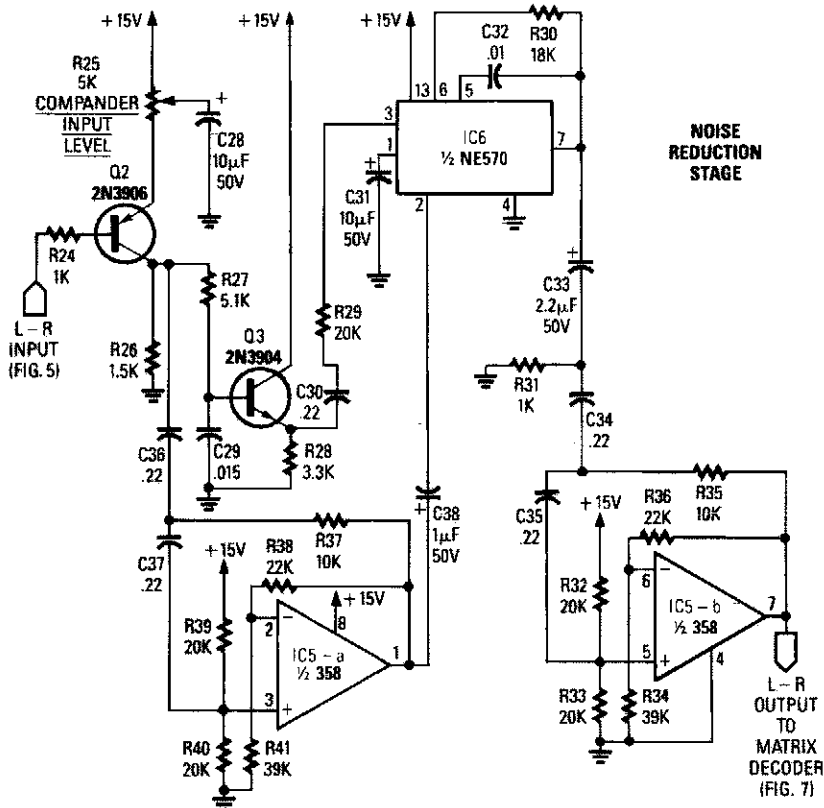 +15V
+15V
+15V
R25
5K
COMPANDER
INPUT
LEVEL
+
C28
10µF
50V
Q2
2N3906
R24
1K
L – R
INPUT
(FIG. 5)
R26
1.5K
R27
5.1K
Q3
2N3904
C29
.015
R28
3.3K
C30
.22
R29
20K
+
C31
10µF
50V
C32
.01
R30
18K
13
6
5
3
1
2
4
7
IC6
½ NE570
NOISE
REDUCTION
STAGE
+
C33
2.2µF
50V
R31
1K
C34
.22
C36
.22
C37
.22
R37
10K
R38
22K
+15V
R39
20K
R40
20K
R41
39K
+15V
8
2
–
IC5 – a
½ 358
3
+
1
C38
+
1µF
50V
C35
.22
R35
10K
R36
22K
+15V
R32
20K
R33
20K
R34
39K
6
–
IC5 – b
½ 358
5
+
4
7
L – R
OUTPUT
TO
MATRIX
DECODER
(FIG. 7)